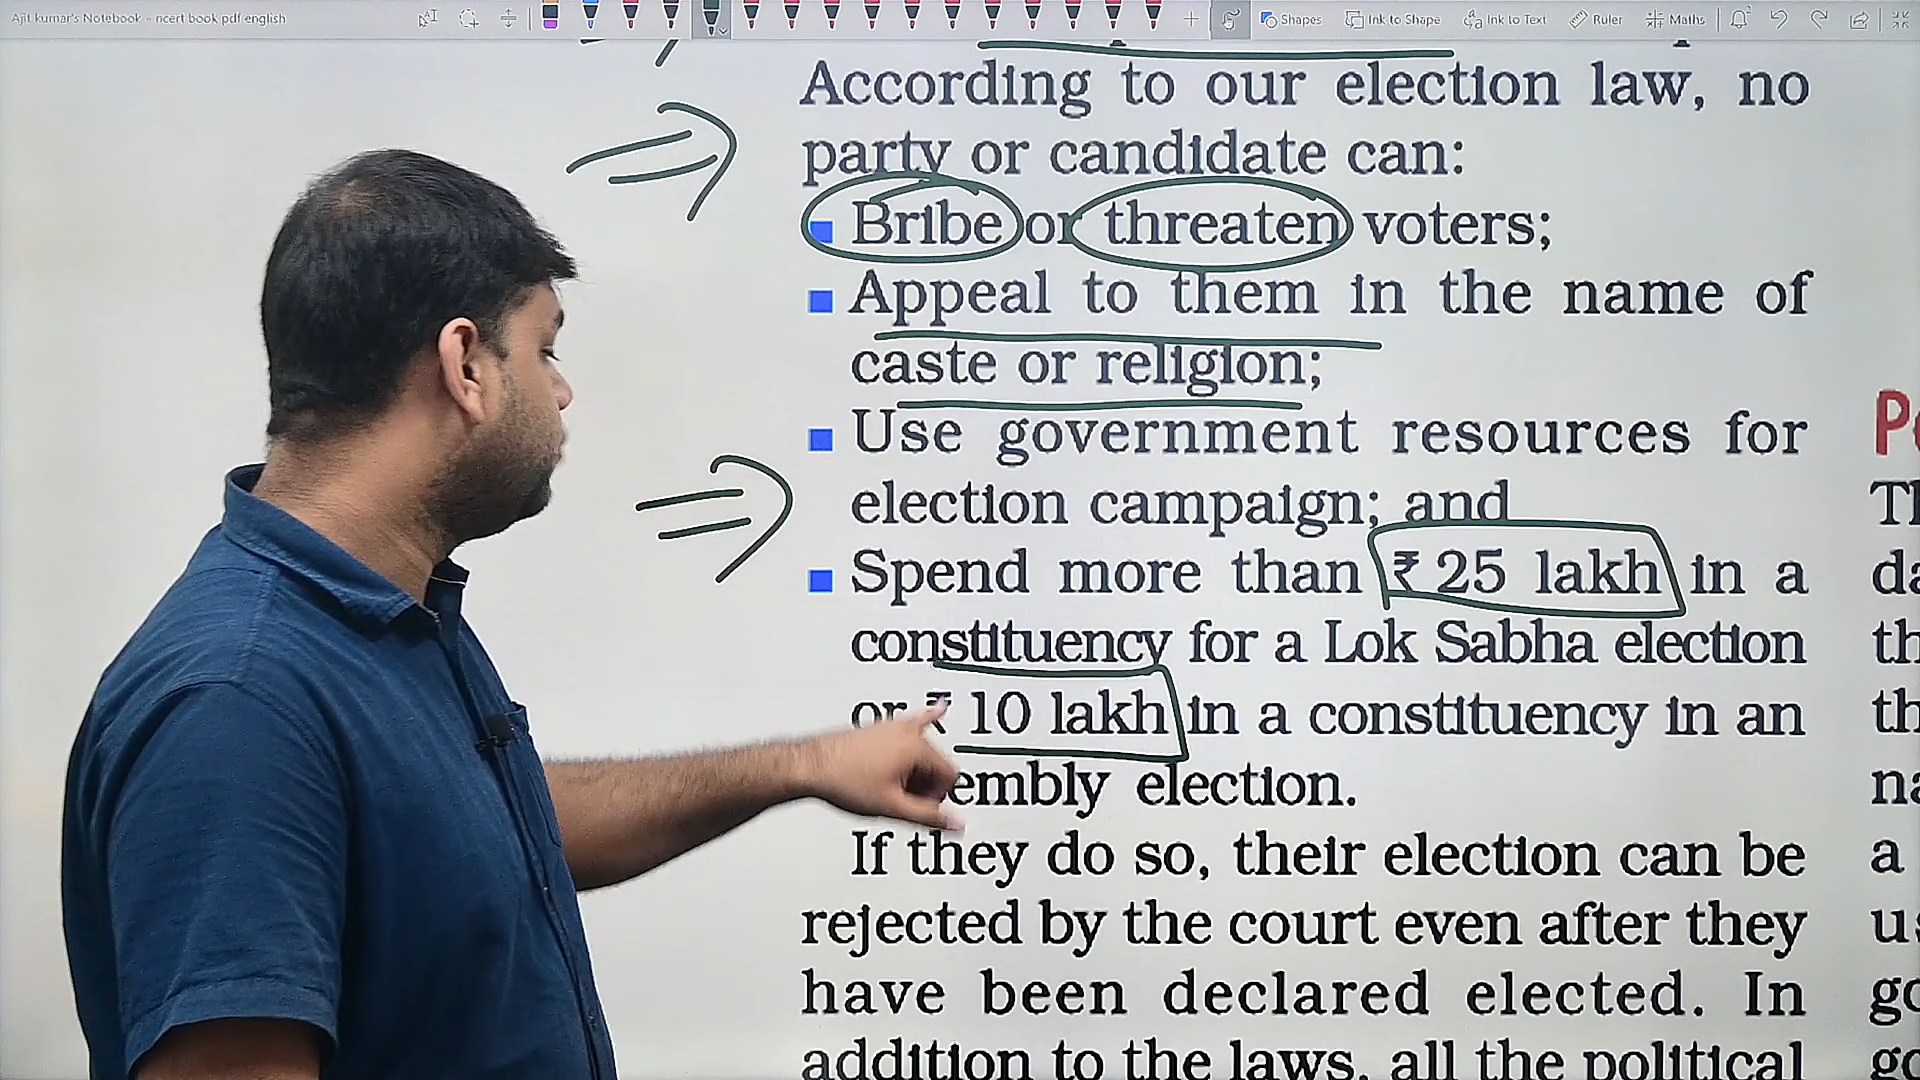 Ajit kumar's Notebook - ncert book pdf english
Shapes
Ink to Shape
Ink to Text
Ruler
Maths
According to our election law, no
party or candidate can:
Bribe or threaten voters;
Appeal to them in the name of
caste or religion;
Use government resources for
election campaign; and
Spend more than ₹ 25 lakh in a
constituency for a Lok Sabha election
or ₹ 10 lakh in a constituency in an
embly election.
If they do so, their election can be
rejected by the court even after they
have been declared elected. In
addition to the laws, all the political